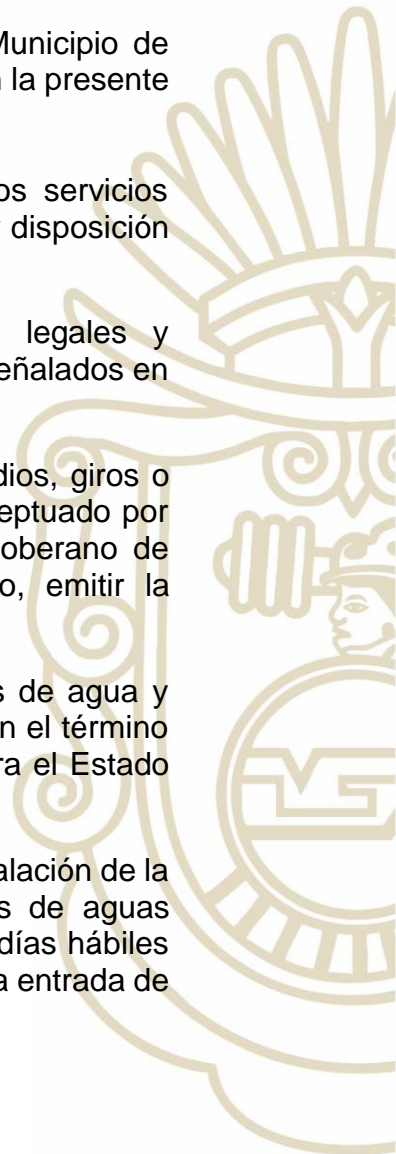 Municipio de
la presente
os servicios
disposición
legales y
eñalados en
dios, giros o
eptuado por
oberano de
o, emitir la
s de agua y
n el término
ra el Estado
alación de la
s de aguas
días hábiles
a entrada de